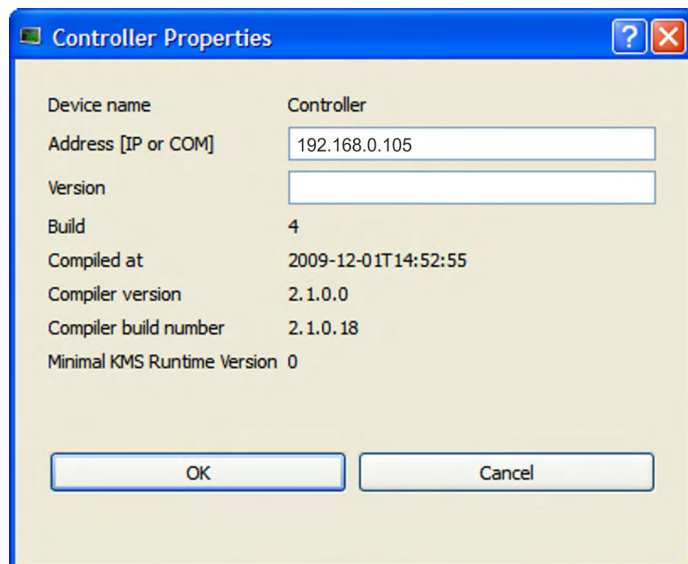 Controller Properties
Device name Controller
Address [IP or COM] 192.168.0.105
Version
Build 4
Compiled at 2009-12-01T14:52:55
Compiler version 2.1.0.0
Compiler build number 2.1.0.18
Minimal KMS Runtime Version 0
OK Cancel